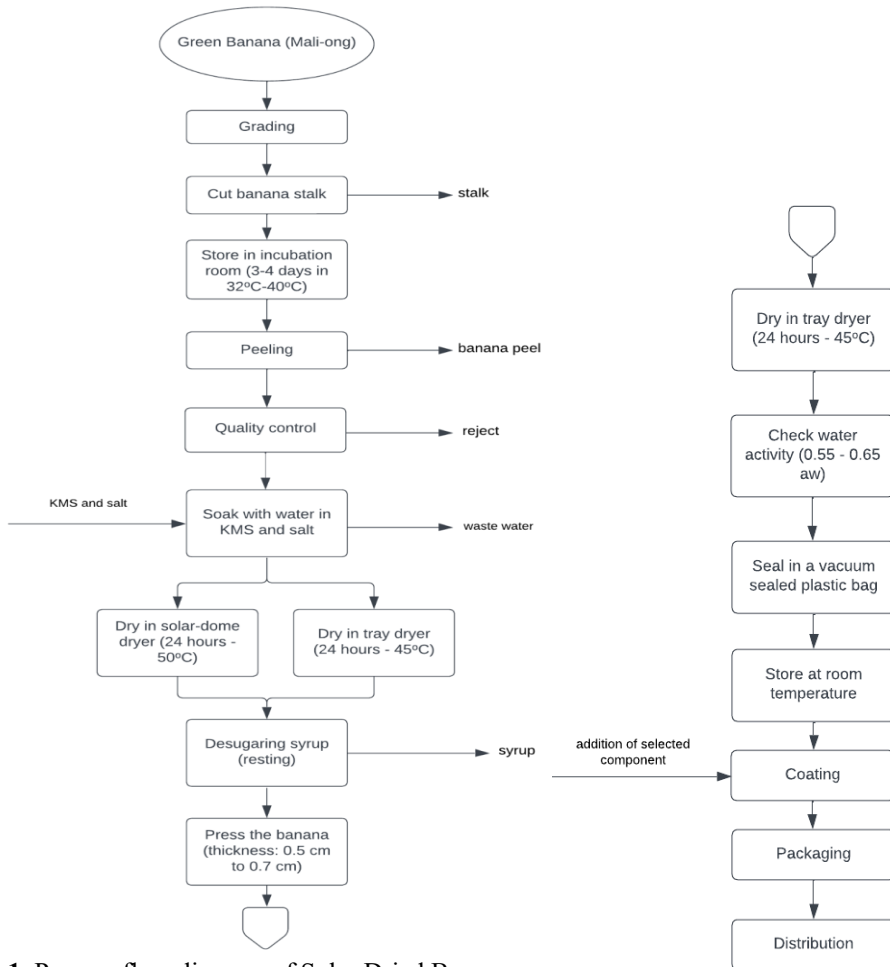 Green Banana (Mali-ong)
Grading
Cut banana stalk
stalk
Store in incubation
room (3-4 days in
32ºC-40ºC)
Peeling
banana peel
Quality control
reject
KMS and salt
Soak with water in
KMS and salt
waste water
Dry in solar-dome
dryer (24 hours -
50ºC)
Dry in tray dryer
(24 hours - 45ºC)
Desugaring syrup
(resting)
syrup
Press the banana
(thickness: 0.5 cm
to 0.7 cm)
Dry in tray dryer
(24 hours - 45ºC)
Check water
activity (0.55 - 0.65
aw)
Seal in a vacuum
sealed plastic bag
Store at room
temperature
addition of selected
component
Coating
Packaging
Distribution